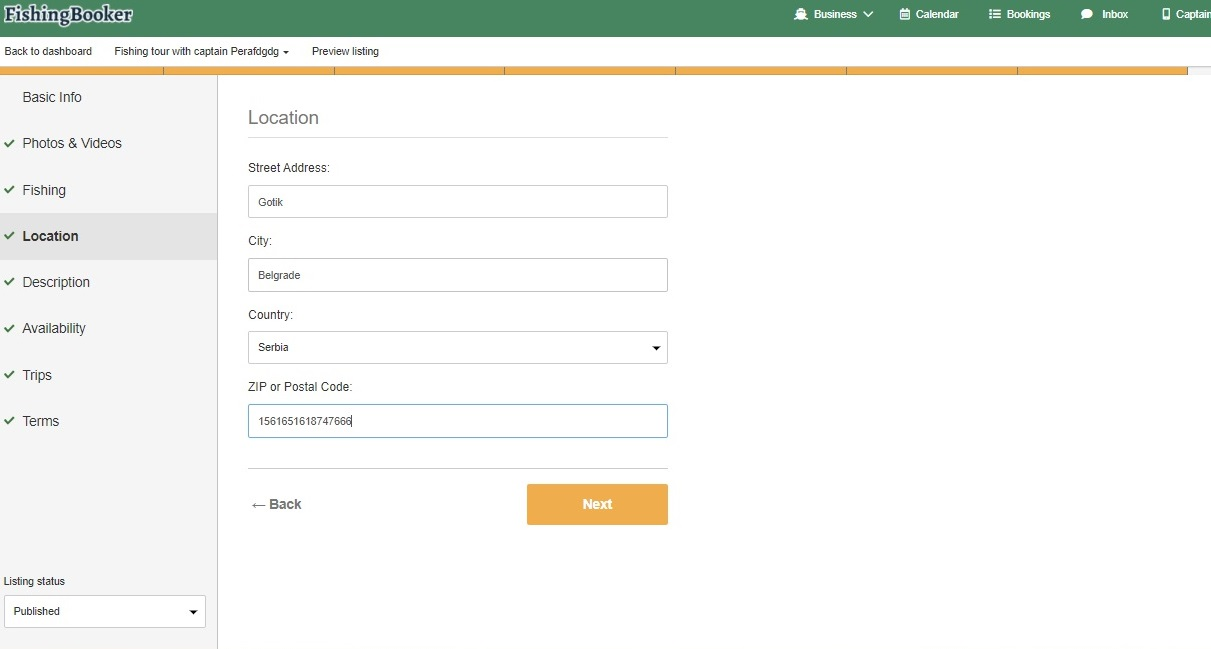 FishingBooker
Business
Calendar
Bookings
Inbox
Captain
Back to dashboard
Fishing tour with captain Perafdgdg
Preview listing
Basic Info
Photos & Videos
Fishing
Location
Description
Availability
Trips
Terms
Listing status
Published
Location
Street Address:
Gotik
City:
Belgrade
Country:
Serbia
ZIP or Postal Code:
1561651618747666
← Back
Next